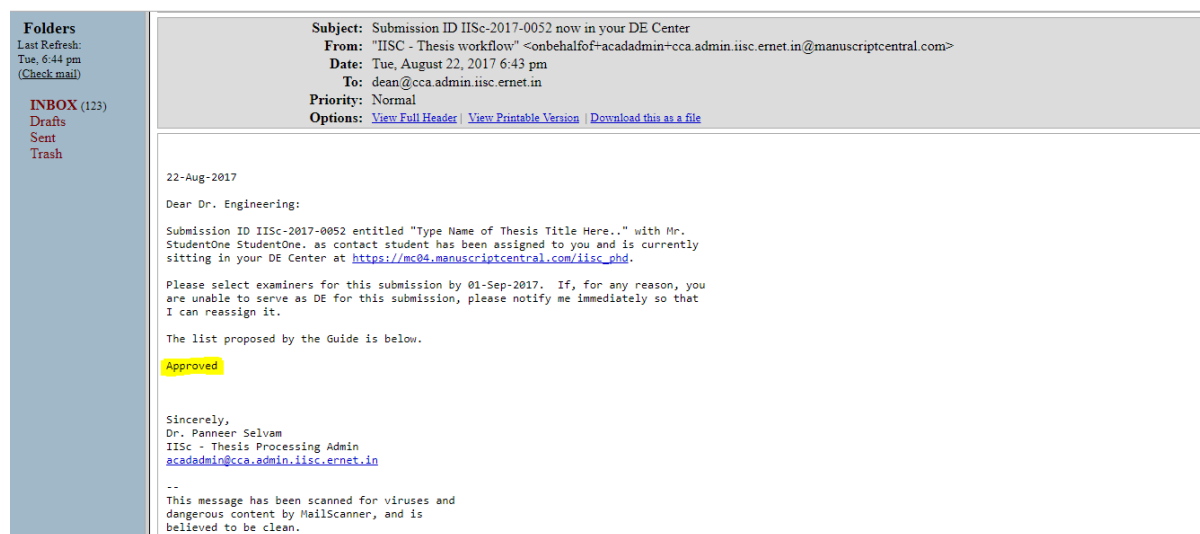 Folders
Last Refresh:
Tue, 6:44 pm
(Check mail)
INBOX (123)
Drafts
Sent
Trash
Subject: Submission ID IISc-2017-0052 now in your DE Center
From: "IISC - Thesis workflow" <onbehalfof+acadadmin+cca.admin.iisc.ernet.in@manuscriptcentral.com>
Date: Tue, August 22, 2017 6:43 pm
To: dean@cca.admin.iisc.ernet.in
Priority: Normal
Options: View Full Header | View Printable Version | Download this as a file
22-Aug-2017
Dear Dr. Engineering:
Submission ID IISc-2017-0052 entitled "Type Name of Thesis Title Here.." with Mr.
StudentOne StudentOne. as contact student has been assigned to you and is currently
sitting in your DE Center at https://mc04.manuscriptcentral.com/iisc_phd.
Please select examiners for this submission by 01-Sep-2017.  If, for any reason, you
are unable to serve as DE for this submission, please notify me immediately so that
I can reassign it.
The list proposed by the Guide is below.
Approved
Sincerely,
Dr. Panneer Selvam
IISc - Thesis Processing Admin
acadadmin@cca.admin.iisc.ernet.in
--
This message has been scanned for viruses and
dangerous content by MailScanner, and is
believed to be clean.